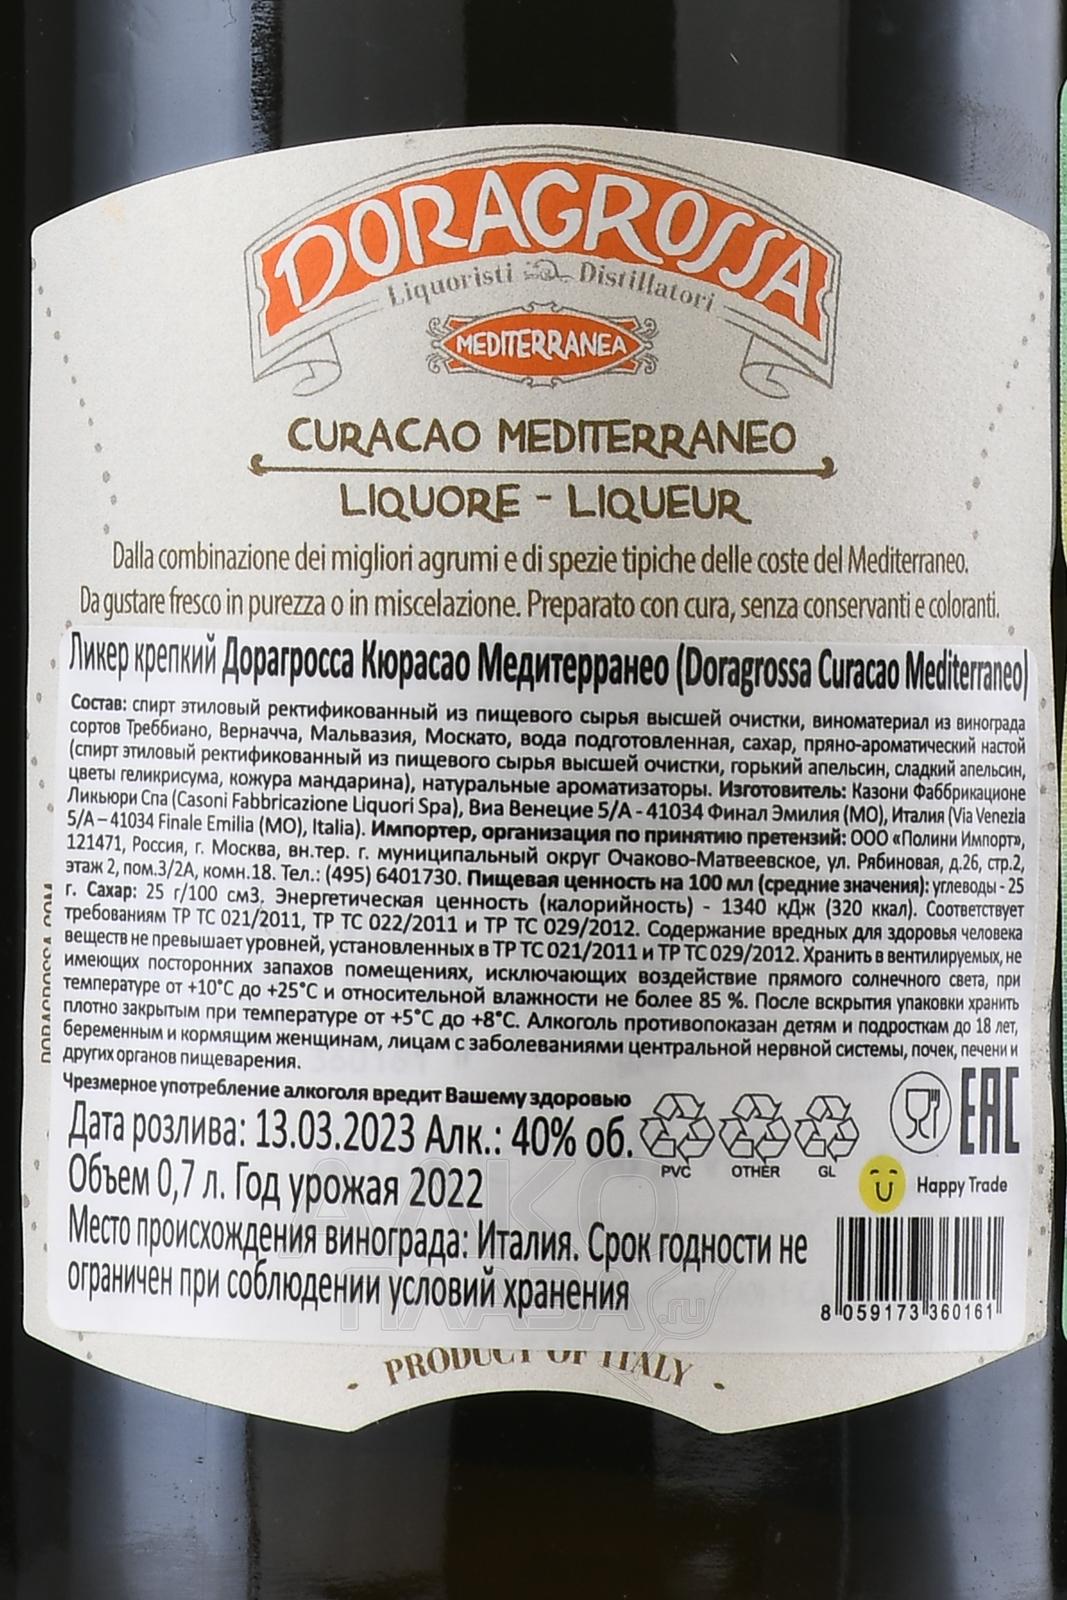 DORAGROSSA
Liquoristi Distillatori
MEDITERRANEA
CURACAO MEDITERRANEO
LIQUORE - LIQUEUR
Dalla combinazione dei migliori agrumi e di spezie tipiche delle coste del Mediterraneo.
Da gustare fresco in purezza o in miscelazione. Preparato con cura, senza conservanti e coloranti.
Ликер крепкий Дорагросса Кюрасао Медитерранео (Doragrossa Curacao Mediterraneo)
Состав: спирт этиловый ректификованный из пищевого сырья высшей очистки, виноматериал из винограда
сортов Треббиано, Верначча, Мальвазия, Москато, вода подготовленная, сахар, пряно-ароматический настой
(спирт этиловый ректификованный из пищевого сырья высшей очистки, горький апельсин, сладкий апельсин,
цветы геликрисума, кожура мандарина), натуральные ароматизаторы. Изготовитель: Казони Фаббрикационе
Ликьюри Спа (Casoni Fabbricazione Liquori Spa), Виа Венецие 5/А - 41034 Финал Эмилия (МО), Италия (Via Venezia
5/A – 41034 Finale Emilia (MO), Italia). Импортер, организация по принятию претензий: ООО «Полини Импорт»,
121471, Россия, г. Москва, вн.тер. г. муниципальный округ Очаково-Матвеевское, ул. Рябиновая, д.26, стр.2,
этаж 2, пом.3/2А, комн.18. Тел.: (495) 6401730. Пищевая ценность на 100 мл (средние значения): углеводы - 25
г. Сахар: 25 г/100 см3. Энергетическая ценность (калорийность) - 1340 кДж (320 ккал). Соответствует
требованиям ТР ТС 021/2011, ТР ТС 022/2011 и ТР ТС 029/2012. Содержание вредных для здоровья человека
веществ не превышает уровней, установленных в ТР ТС 021/2011 и ТР ТС 029/2012. Хранить в вентилируемых, не
имеющих посторонних запахов помещениях, исключающих воздействие прямого солнечного света, при
температуре от +10°С до +25°С и относительной влажности не более 85 %. После вскрытия упаковки хранить
плотно закрытым при температуре от +5°С до +8°С. Алкоголь противопоказан детям и подросткам до 18 лет,
беременным и кормящим женщинам, лицам с заболеваниями центральной нервной системы, почек, печени и
других органов пищеварения.
Чрезмерное употребление алкоголя вредит Вашему здоровью
Дата розлива: 13.03.2023 Алк.: 40% об.
PVC OTHER GL
EAC
Объем 0,7 л. Год урожая 2022
Happy Trade
Место происхождения винограда: Италия. Срок годности не
ограничен при соблюдении условий хранения
8 059173 360161
PRODUCT OF ITALY
АЛКО
ПЛАЗА.ru